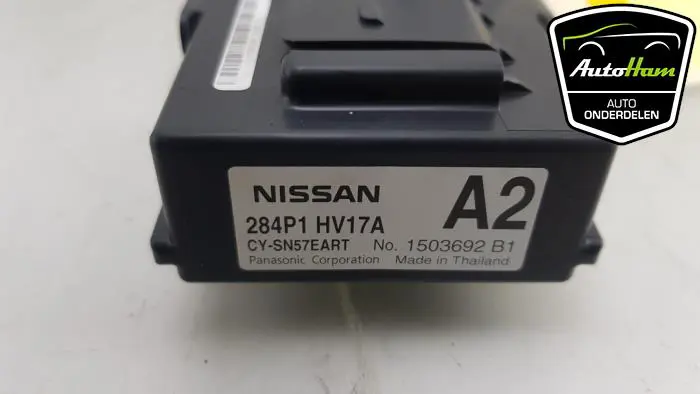 AutoHam
AUTO
ONDERDELEN
NISSAN
A2
284P1 HV17A
CY-SN57EART No. 1503692 B1
Panasonic Corporation Made in Thailand